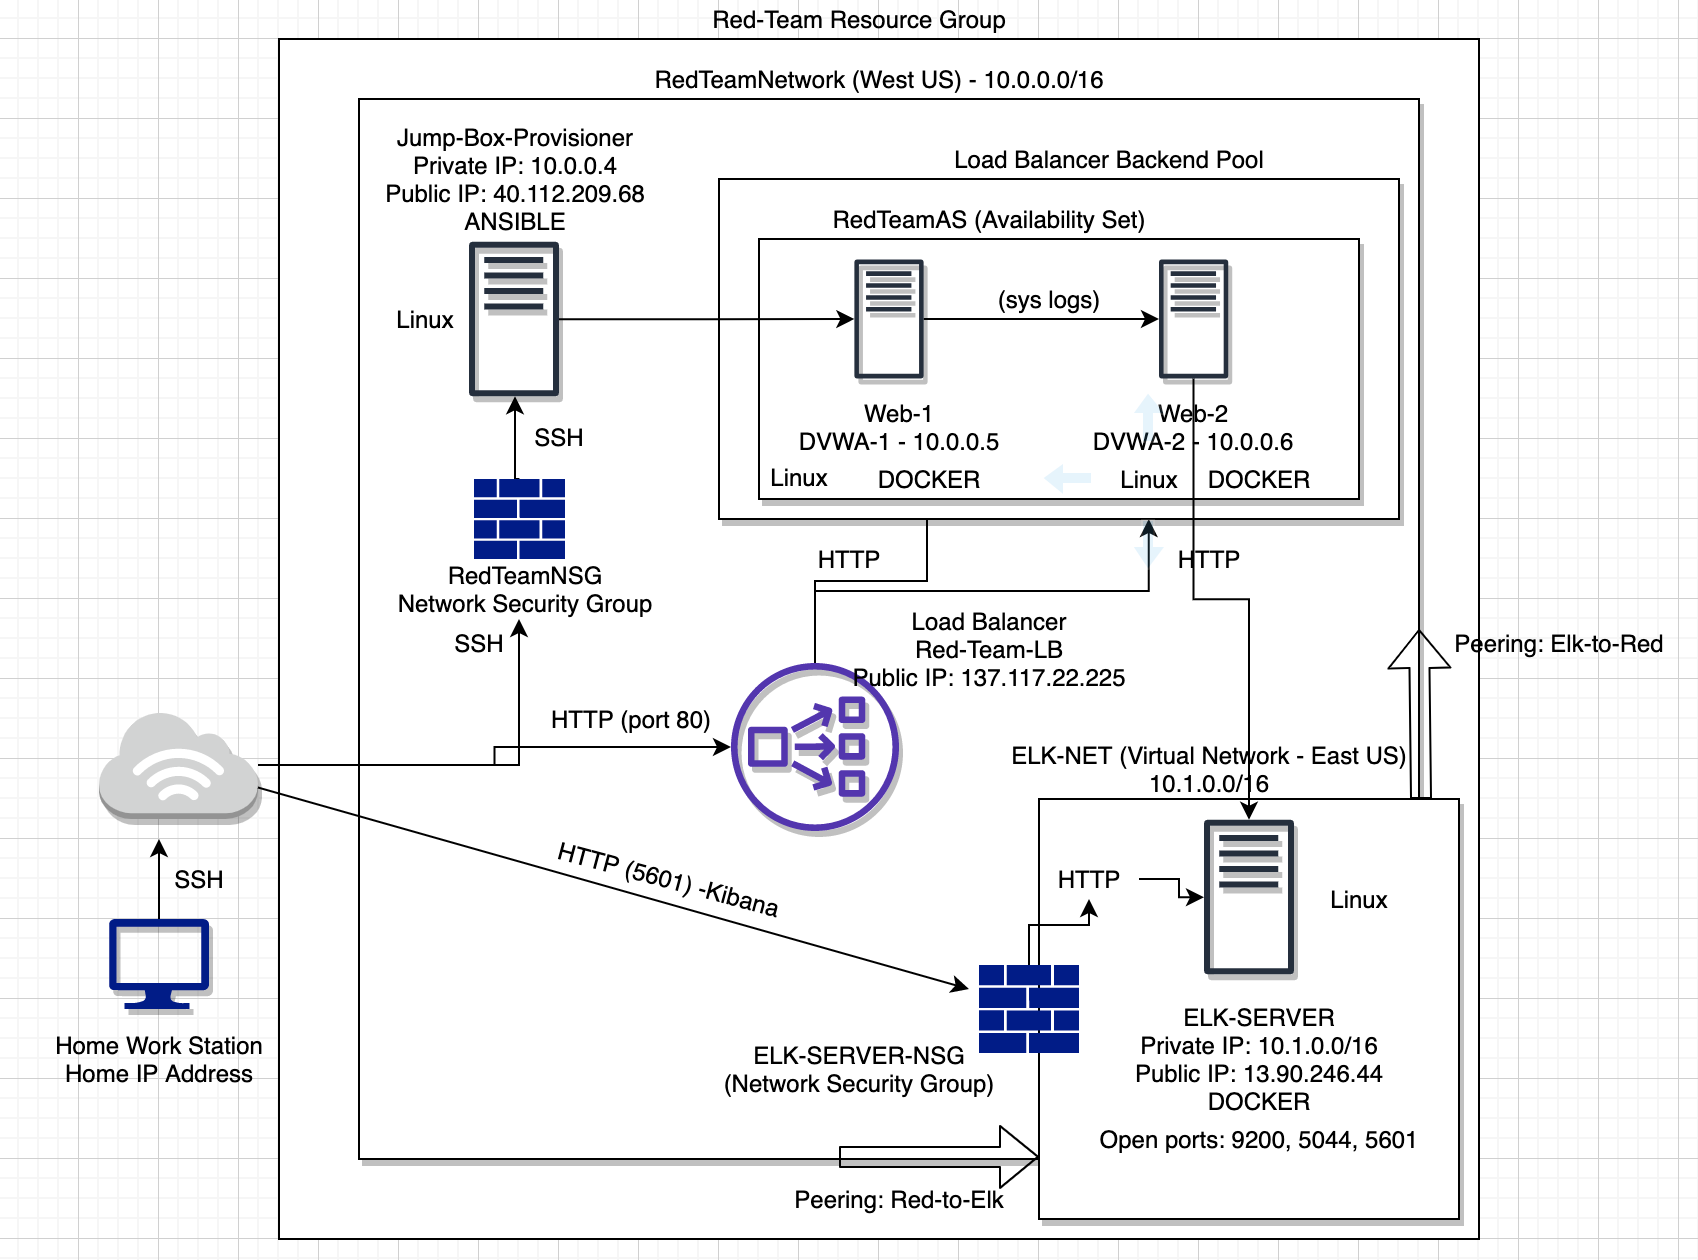 Red-Team Resource Group
RedTeamNetwork (West US) - 10.0.0.0/16
Jump-Box-Provisioner
Private IP: 10.0.0.4
Public IP: 40.112.209.68
ANSIBLE
Linux
Load Balancer Backend Pool
RedTeamAS (Availability Set)
(sys logs)
Web-1
DVWA-1 - 10.0.0.5
Linux
DOCKER
Web-2
DVWA-2 - 10.0.0.6
Linux
DOCKER
SSH
RedTeamNSG
Network Security Group
SSH
HTTP
HTTP
Load Balancer
Red-Team-LB
Public IP: 137.117.22.225
Peering: Elk-to-Red
HTTP (port 80)
ELK-NET (Virtual Network - East US)
10.1.0.0/16
HTTP (5601) -Kibana
SSH
HTTP
Linux
Home Work Station
Home IP Address
ELK-SERVER-NSG
(Network Security Group)
ELK-SERVER
Private IP: 10.1.0.0/16
Public IP: 13.90.246.44
DOCKER
Open ports: 9200, 5044, 5601
Peering: Red-to-Elk